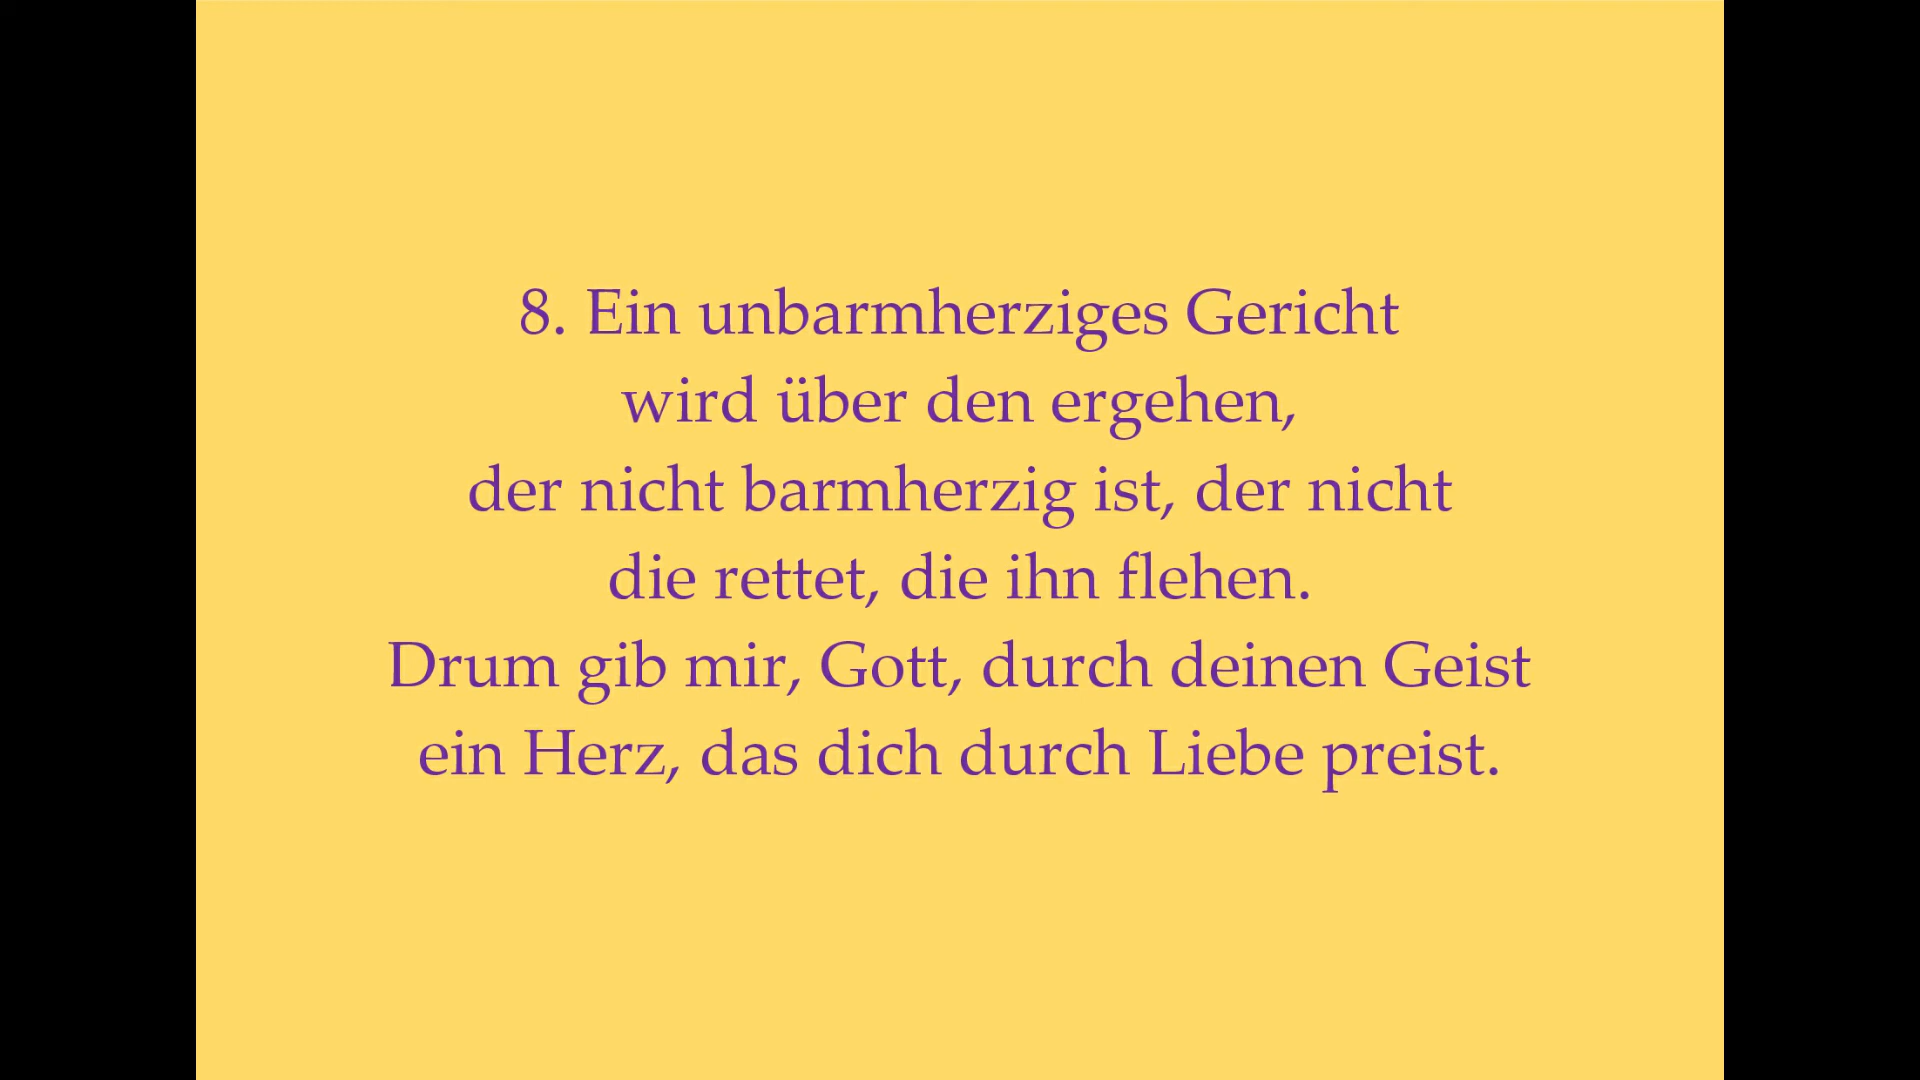 8. Ein unbarmherziges Gericht
wird über den ergehen,
der nicht barmherzig ist, der nicht
die rettet, die ihn flehen.
Drum gib mir, Gott, durch deinen Geist
ein Herz, das dich durch Liebe preist.